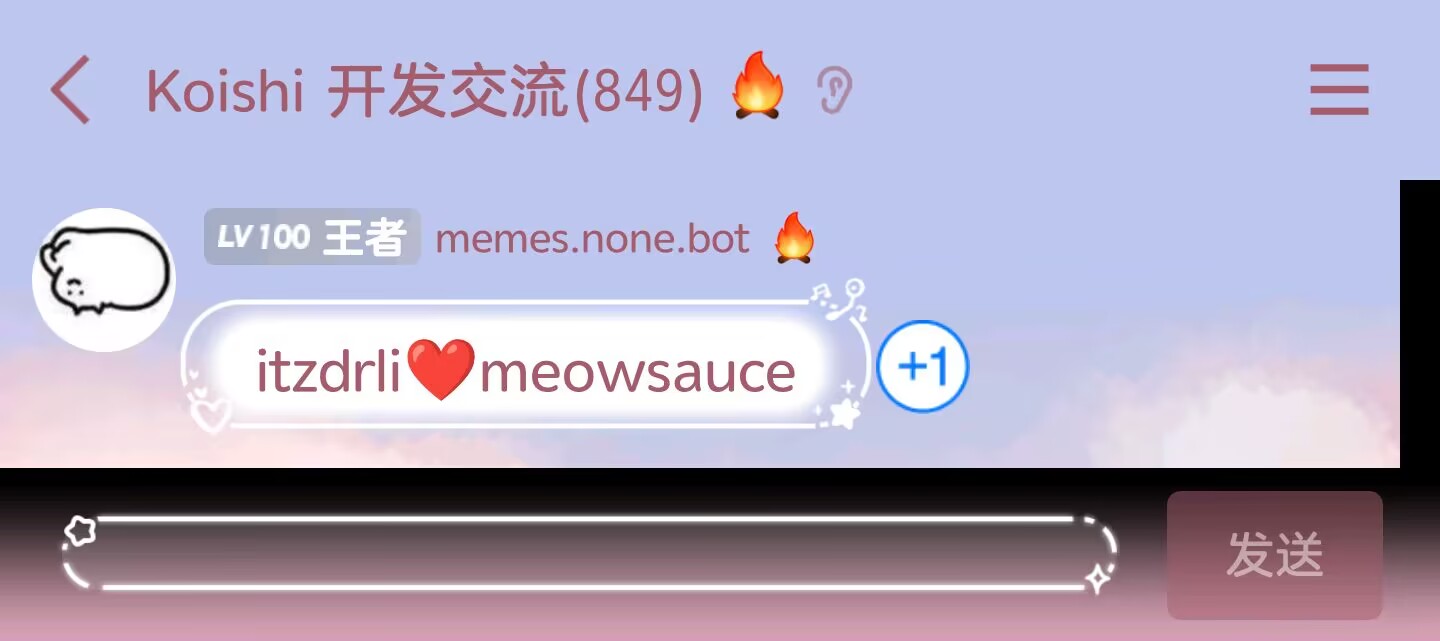 Koishi 开发交流(849) 🔥
LV100 王者 memes.none.bot 🔥
itzdrli❤️meowsauce
+1
发送